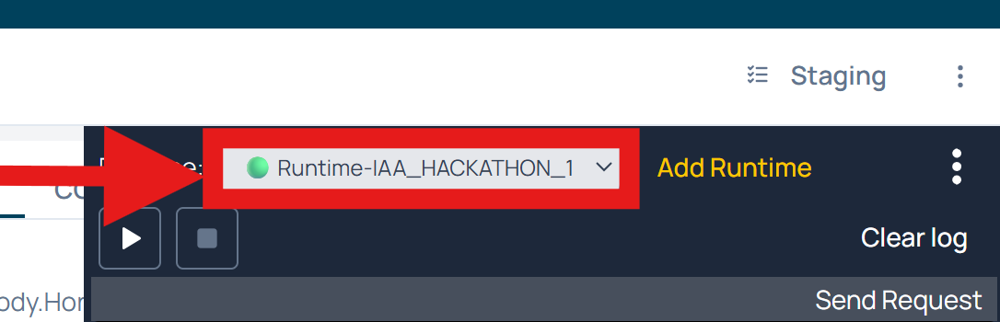 Staging
Runtime-IAA_HACKATHON_1
Add Runtime
Clear log
Send Request